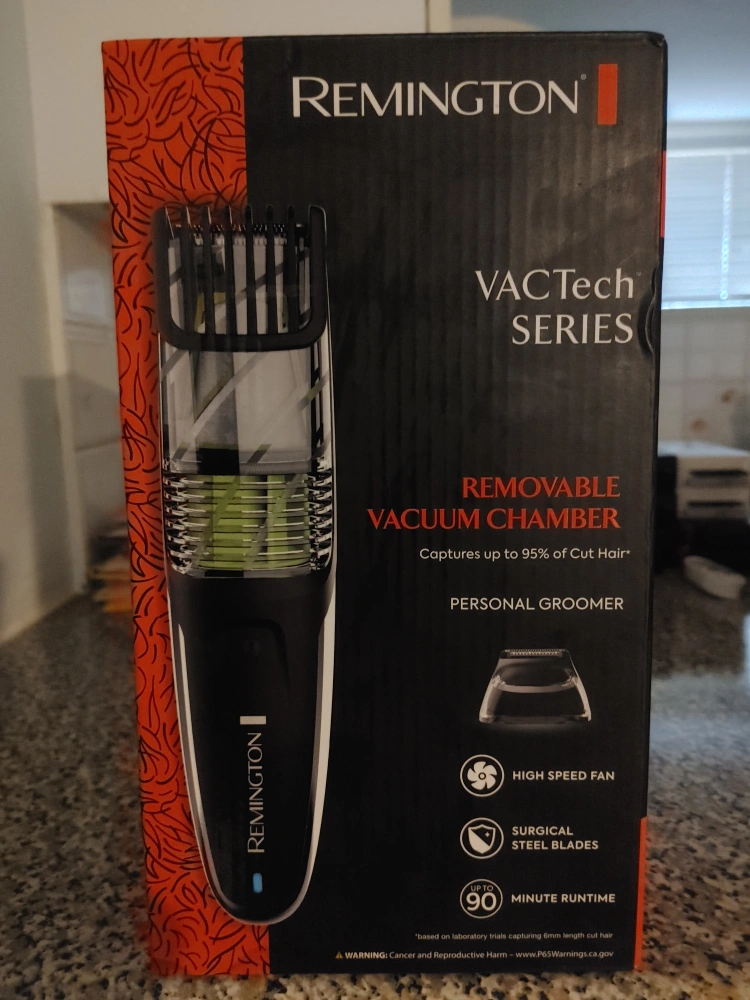 REMINGTON®
VACTech™
SERIES
REMOVABLE
VACUUM CHAMBER
Captures up to 95% of Cut Hair*
PERSONAL GROOMER
HIGH SPEED FAN
SURGICAL
STEEL BLADES
UP TO
90
MINUTE RUNTIME
REMINGTON
*based on laboratory trials capturing 6mm length cut hair
⚠ WARNING: Cancer and Reproductive Harm – www.P65Warnings.ca.gov